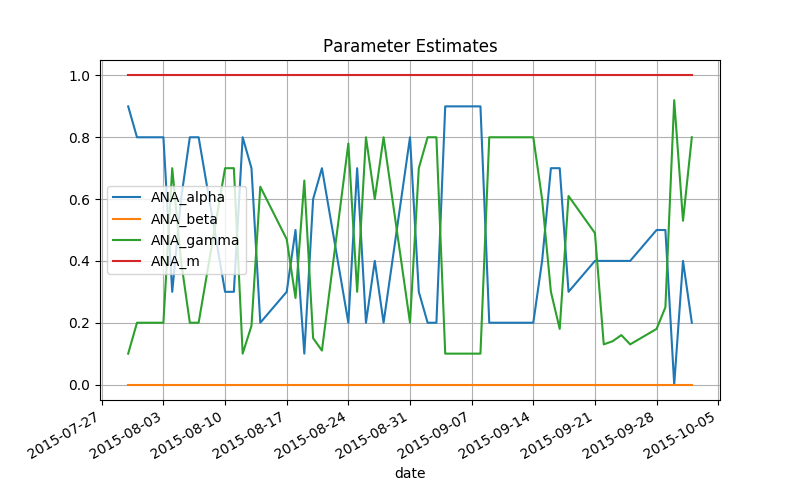 Parameter Estimates
1.0
0.8
0.6
0.4
0.2
0.0
ANA_alpha
ANA_beta
ANA_gamma
ANA_m
2015-07-27
2015-08-03
2015-08-10
2015-08-17
2015-08-24
2015-08-31
2015-09-07
2015-09-14
2015-09-21
2015-09-28
2015-10-05
date